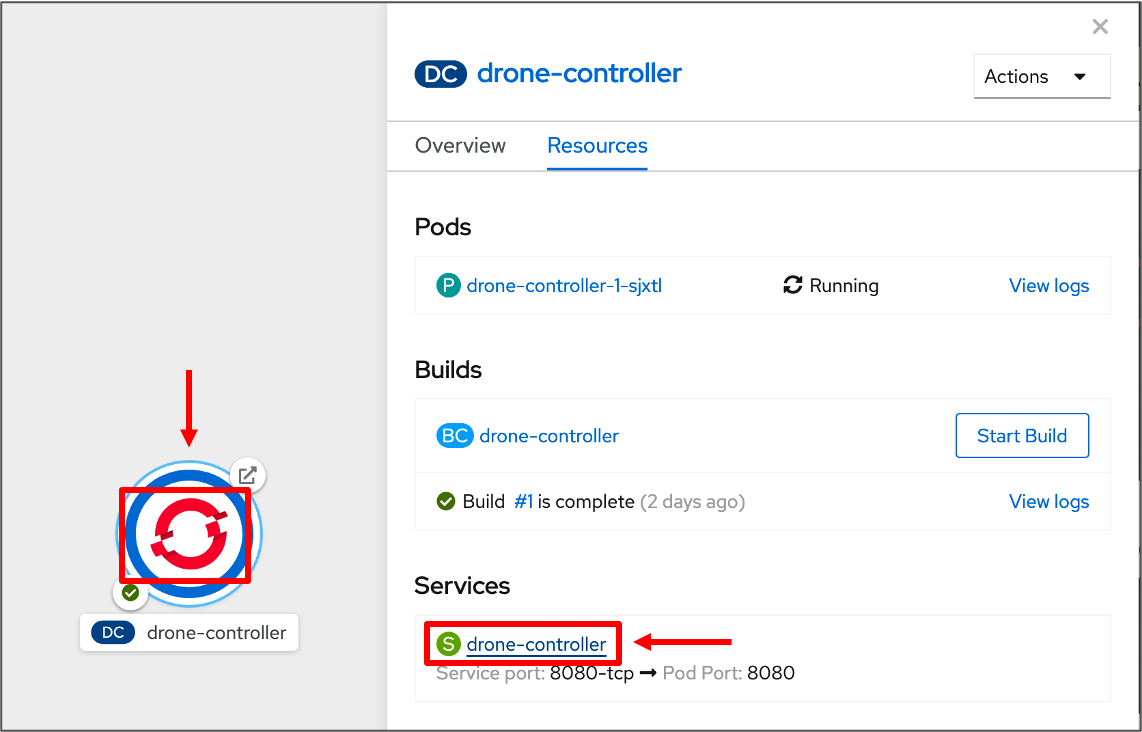 DC drone-controller
Actions
Overview Resources
Pods
P drone-controller-1-sjxtl Running View logs
Builds
BC drone-controller Start Build
Build #1 is complete (2 days ago) View logs
Services
S drone-controller
Service port: 8080-tcp → Pod Port: 8080
DC drone-controller